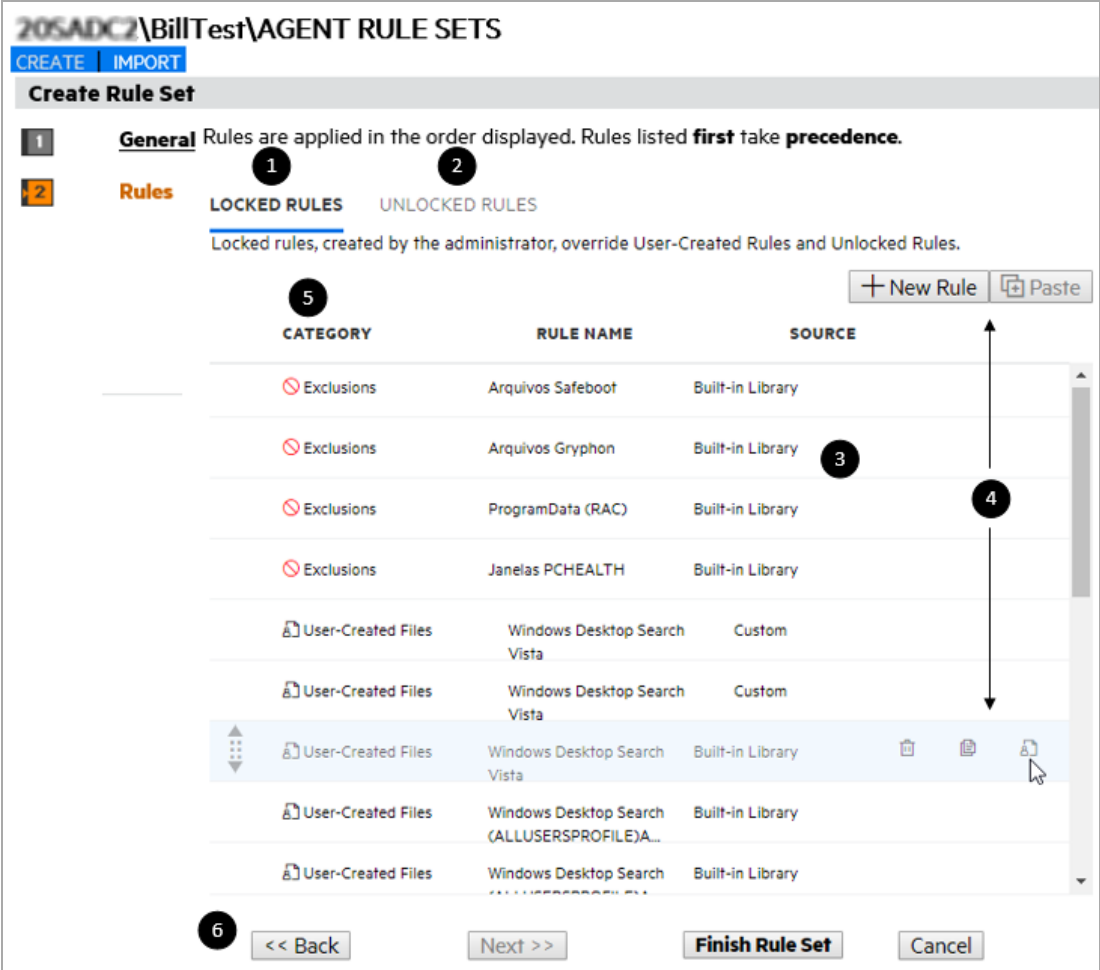 \BillTest\AGENT RULE SETS
CREATE IMPORT
Create Rule Set
1 General Rules are applied in the order displayed. Rules listed first take precedence.
1 2
2 Rules
LOCKED RULES UNLOCKED RULES
Locked rules, created by the administrator, override User-Created Rules and Unlocked Rules.
New Rule Paste
5
CATEGORY RULE NAME SOURCE
Exclusions Arquivos Safeboot Built-in Library
Exclusions Arquivos Gryphon Built-in Library
3
4
Exclusions ProgramData (RAC) Built-in Library
Exclusions Janelas PCHEALTH Built-in Library
User-Created Files Windows Desktop Search Custom
Vista
User-Created Files Windows Desktop Search Custom
Vista
User-Created Files Windows Desktop Search Built-in Library
Vista
User-Created Files Windows Desktop Search Built-in Library
(ALLUSERSPROFILE)A...
User-Created Files Windows Desktop Search Built-in Library
6
<< Back Next >> Finish Rule Set Cancel